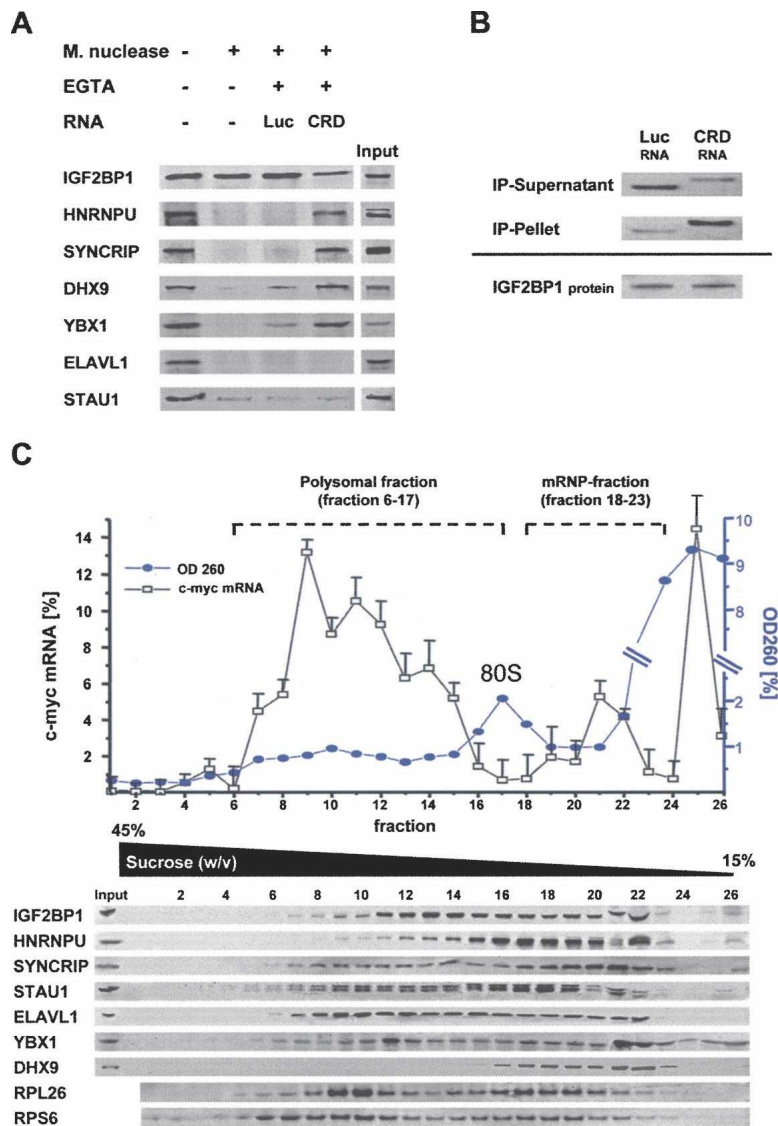 A
M. nuclease - + + +
EGTA - - + +
RNA - - Luc CRD
Input
IGF2BP1
HNRNPU
SYNCRIP
DHX9
YBX1
ELAVL1
STAU1
B
Luc RNA CRD RNA
IP-Supernatant
IP-Pellet
IGF2BP1 protein
C
Polysomal fraction (fraction 6-17)
mRNP-fraction (fraction 18-23)
OD 260
c-myc mRNA
80S
c-myc mRNA [%]
14
12
10
8
6
4
2
OD260 [%]
10
9
8
2
1
2 4 6 8 10 12 14 16 18 20 22 24 26
fraction
45%
Sucrose (w/v)
15%
Input 2 4 6 8 10 12 14 16 18 20 22 24 26
IGF2BP1
HNRNPU
SYNCRIP
STAU1
ELAVL1
YBX1
DHX9
RPL26
RPS6